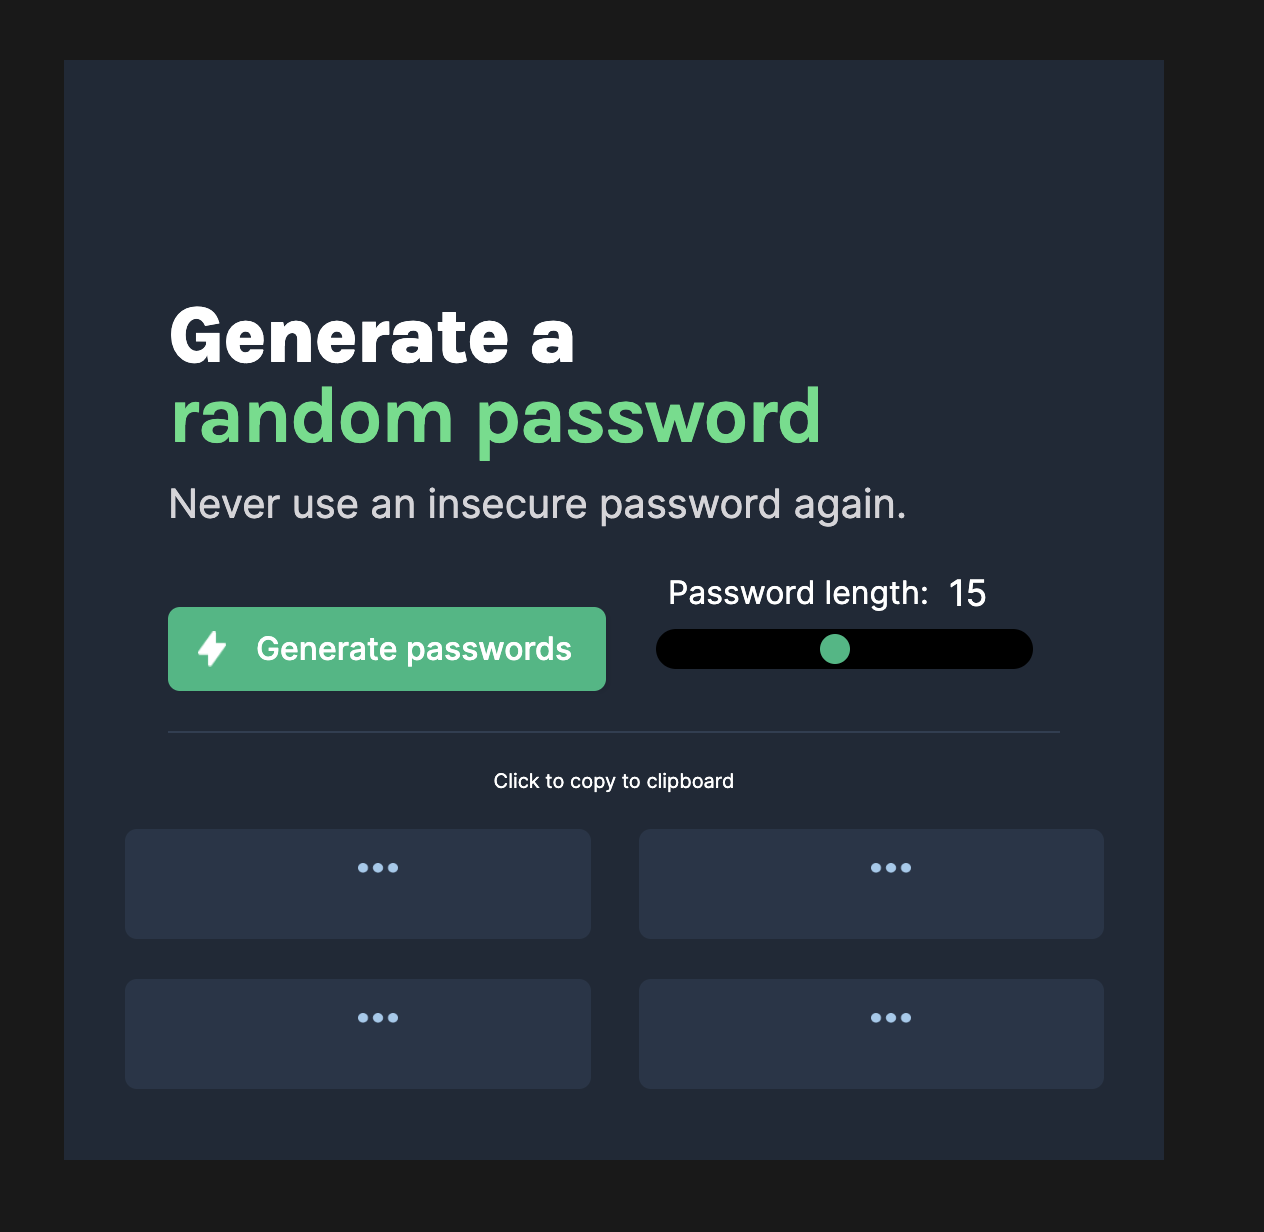 Generate a
random password
Never use an insecure password again.
Password length: 15
Generate passwords
Click to copy to clipboard
•••
•••
•••
•••